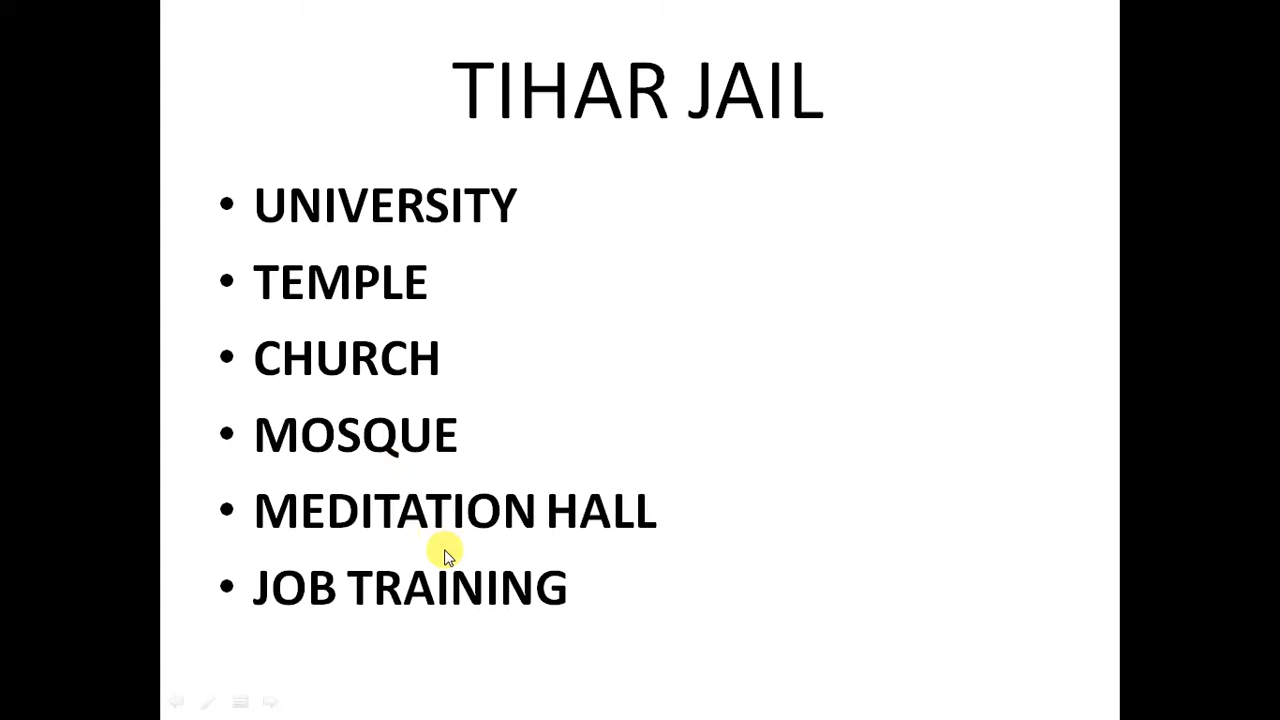 TIHAR JAIL
• UNIVERSITY
• TEMPLE
• CHURCH
• MOSQUE
• MEDITATION HALL
• JOB TRAINING